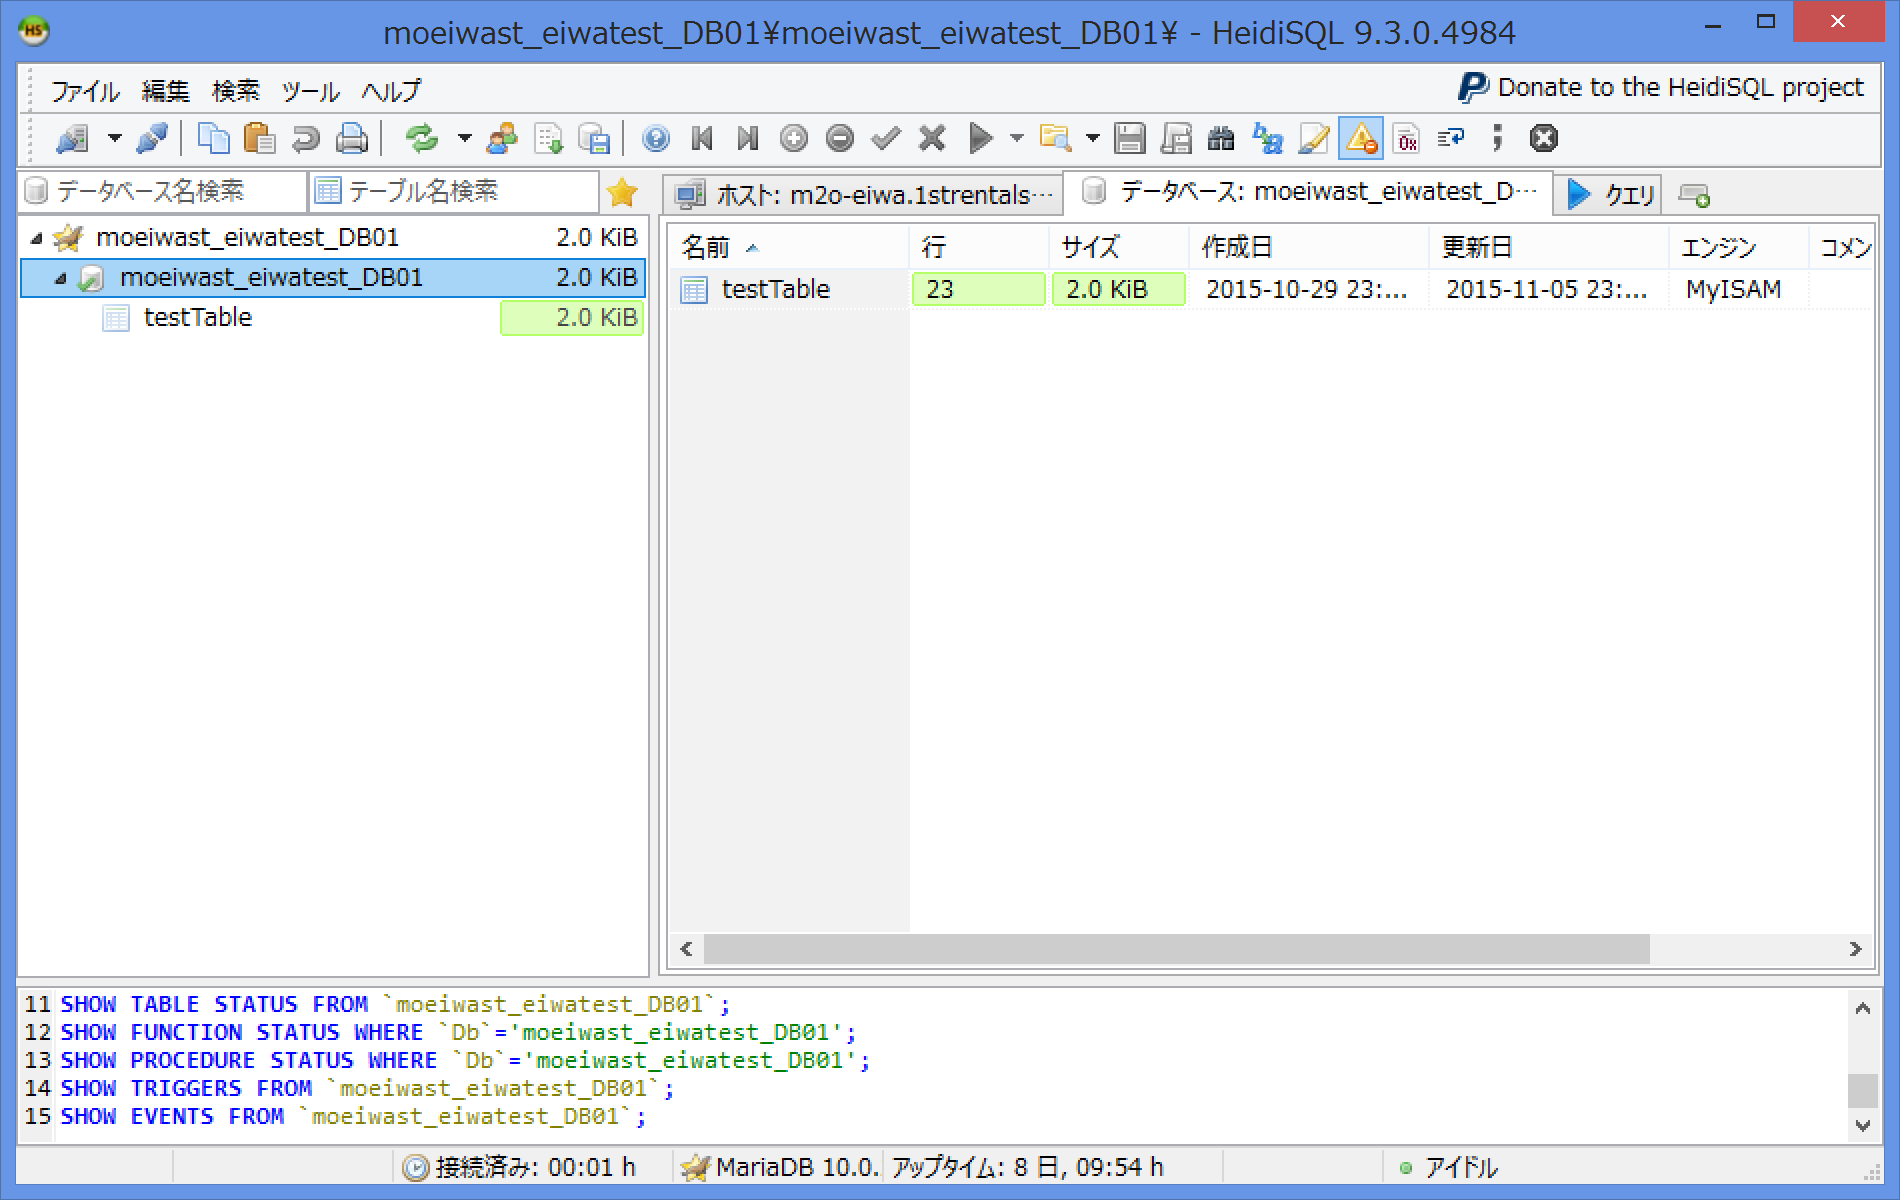 moeiwast_eiwatest_DB01¥moeiwast_eiwatest_DB01¥ - HeidiSQL 9.3.0.4984
ファイル 編集 検索 ツール ヘルプ
Donate to the HeidiSQL project
データベース名検索
テーブル名検索
ホスト: m2o-eiwa.1strentals…
データベース: moeiwast_eiwatest_D…
クエリ
moeiwast_eiwatest_DB01 2.0 KiB
moeiwast_eiwatest_DB01 2.0 KiB
testTable 2.0 KiB
名前 行 サイズ 作成日 更新日 エンジン コメン
testTable 23 2.0 KiB 2015-10-29 23:... 2015-11-05 23:... MyISAM
11 SHOW TABLE STATUS FROM `moeiwast_eiwatest_DB01`;
12 SHOW FUNCTION STATUS WHERE `Db`='moeiwast_eiwatest_DB01';
13 SHOW PROCEDURE STATUS WHERE `Db`='moeiwast_eiwatest_DB01';
14 SHOW TRIGGERS FROM `moeiwast_eiwatest_DB01`;
15 SHOW EVENTS FROM `moeiwast_eiwatest_DB01`;
接続済み: 00:01 h
MariaDB 10.0.
アップタイム: 8 日, 09:54 h
アイドル